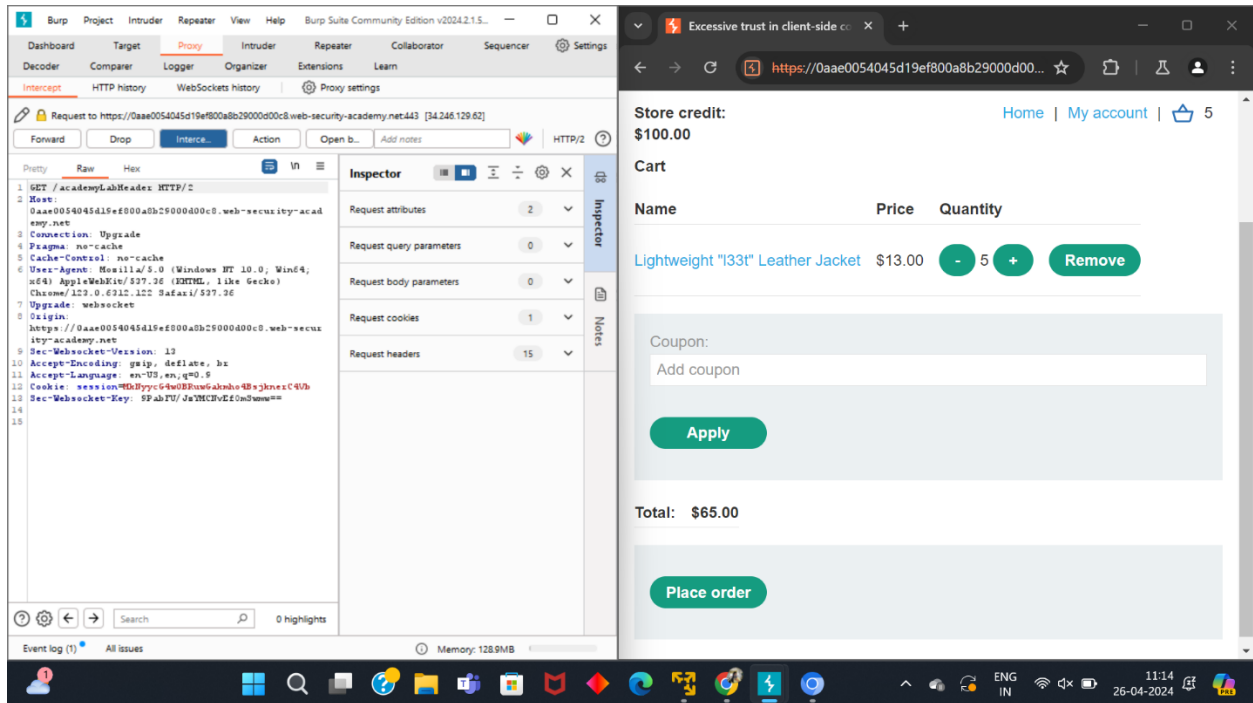 Burp Project Intruder Repeater View Help Burp Suite Community Edition v2024.2.1.5...
Dashboard Target Proxy Intruder Repeater Collaborator Sequencer Settings
Decoder Comparer Logger Organizer Extensions Learn
Intercept HTTP history WebSockets history Proxy settings
Request to https://0aae0054045d19ef800a8b29000d00c8.web-security-academy.net:443 [34.246.129.62]
Forward Drop Interce... Action Open b... Add notes HTTP/2 ?
Pretty Raw Hex \n
1 GET /academyLabHeader HTTP/2
2 Host:
0aae0054045d19ef800a8b29000d00c8.web-security-acad
emy.net
3 Connection: Upgrade
4 Pragma: no-cache
5 Cache-Control: no-cache
6 User-Agent: Mozilla/5.0 (Windows NT 10.0; Win64;
x64) AppleWebKit/537.36 (KHTML, like Gecko)
Chrome/123.0.6312.122 Safari/537.36
7 Upgrade: websocket
8 Origin:
https://0aae0054045d19ef800a8b29000d00c8.web-secur
ity-academy.net
9 Sec-Websocket-Version: 13
10 Accept-Encoding: gzip, deflate, br
11 Accept-Language: en-US,en;q=0.9
12 Cookie: session=
13 Sec-Websocket-Key:
14
15
Inspector
Request attributes 2
Request query parameters 0
Request body parameters 0
Request cookies 1
Request headers 15
Inspector
Notes
? Search 0 highlights
Event log (1) All issues Memory: 128.9MB
Excessive trust in client-side co
https://0aae0054045d19ef800a8b29000d00...
Store credit:
$100.00
Home | My account | 5
Cart
Name Price Quantity
Lightweight "l33t" Leather Jacket $13.00 - 5 + Remove
Coupon:
Add coupon
Apply
Total: $65.00
Place order
1
ENG
IN
11:14
26-04-2024
PRE